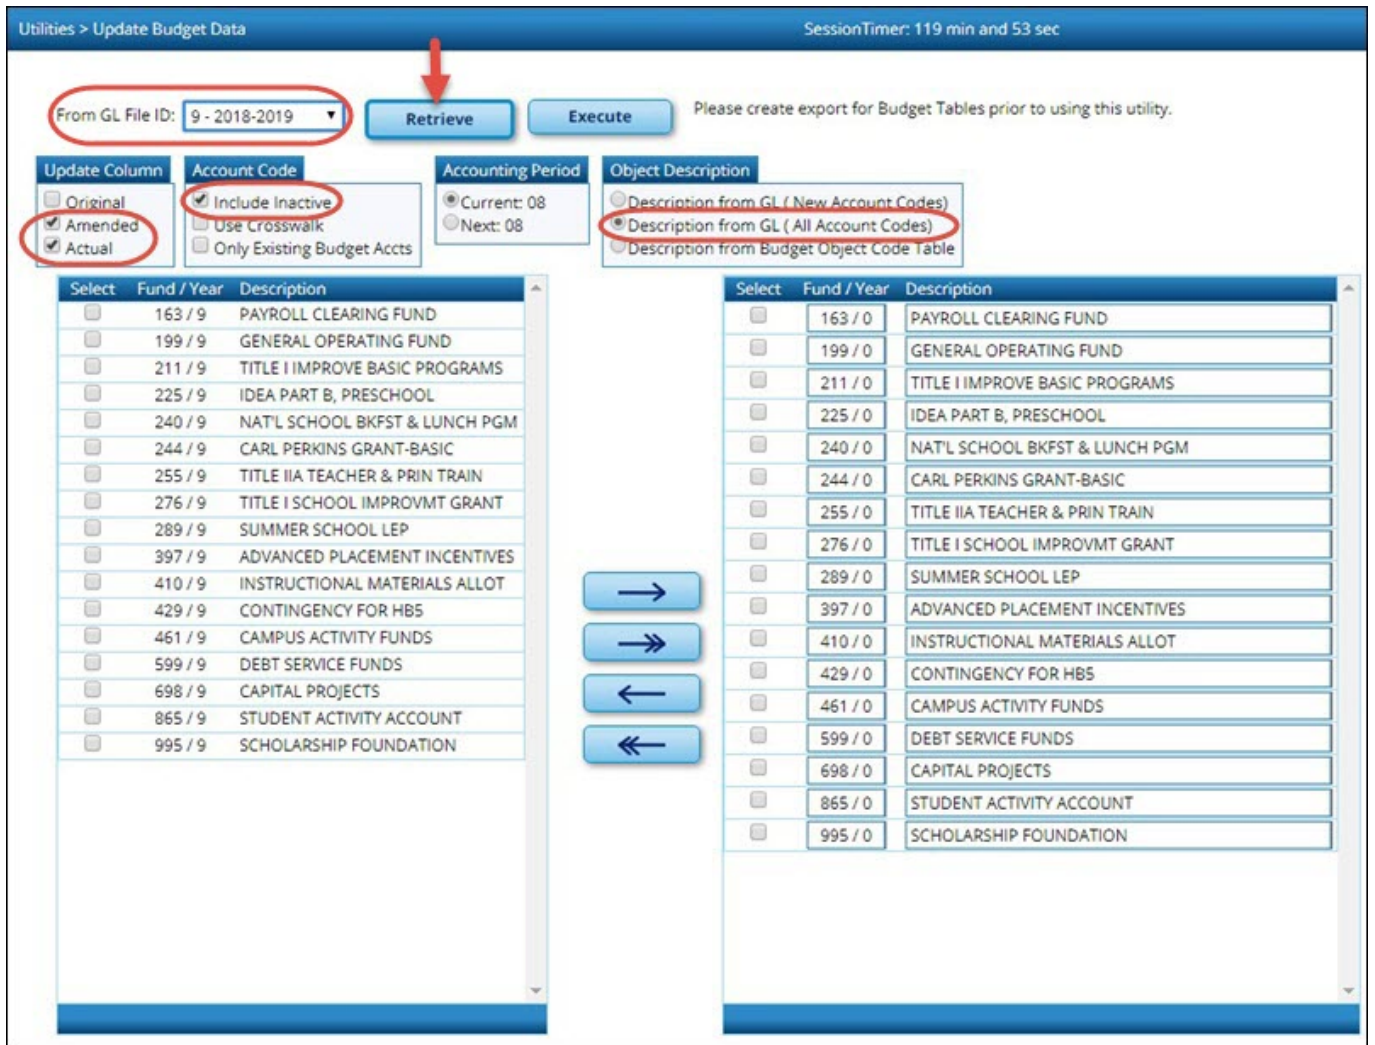 Utilities > Update Budget Data
SessionTimer: 119 min and 53 sec
From GL File ID: 9 - 2018-2019
Retrieve
Execute
Please create export for Budget Tables prior to using this utility.
Update Column
Original
Amended
Actual
Account Code
Include Inactive
Use Crosswalk
Only Existing Budget Accts
Accounting Period
Current: 08
Next: 08
Object Description
Description from GL ( New Account Codes)
Description from GL ( All Account Codes)
Description from Budget Object Code Table
Select Fund / Year Description
163 / 9 PAYROLL CLEARING FUND
199 / 9 GENERAL OPERATING FUND
211 / 9 TITLE I IMPROVE BASIC PROGRAMS
225 / 9 IDEA PART B, PRESCHOOL
240 / 9 NAT'L SCHOOL BKFST & LUNCH PGM
244 / 9 CARL PERKINS GRANT-BASIC
255 / 9 TITLE IIA TEACHER & PRIN TRAIN
276 / 9 TITLE I SCHOOL IMPROVMT GRANT
289 / 9 SUMMER SCHOOL LEP
397 / 9 ADVANCED PLACEMENT INCENTIVES
410 / 9 INSTRUCTIONAL MATERIALS ALLOT
429 / 9 CONTINGENCY FOR HB5
461 / 9 CAMPUS ACTIVITY FUNDS
599 / 9 DEBT SERVICE FUNDS
698 / 9 CAPITAL PROJECTS
865 / 9 STUDENT ACTIVITY ACCOUNT
995 / 9 SCHOLARSHIP FOUNDATION
Select Fund / Year Description
163 / 0 PAYROLL CLEARING FUND
199 / 0 GENERAL OPERATING FUND
211 / 0 TITLE I IMPROVE BASIC PROGRAMS
225 / 0 IDEA PART B, PRESCHOOL
240 / 0 NAT'L SCHOOL BKFST & LUNCH PGM
244 / 0 CARL PERKINS GRANT-BASIC
255 / 0 TITLE IIA TEACHER & PRIN TRAIN
276 / 0 TITLE I SCHOOL IMPROVMT GRANT
289 / 0 SUMMER SCHOOL LEP
397 / 0 ADVANCED PLACEMENT INCENTIVES
410 / 0 INSTRUCTIONAL MATERIALS ALLOT
429 / 0 CONTINGENCY FOR HB5
461 / 0 CAMPUS ACTIVITY FUNDS
599 / 0 DEBT SERVICE FUNDS
698 / 0 CAPITAL PROJECTS
865 / 0 STUDENT ACTIVITY ACCOUNT
995 / 0 SCHOLARSHIP FOUNDATION